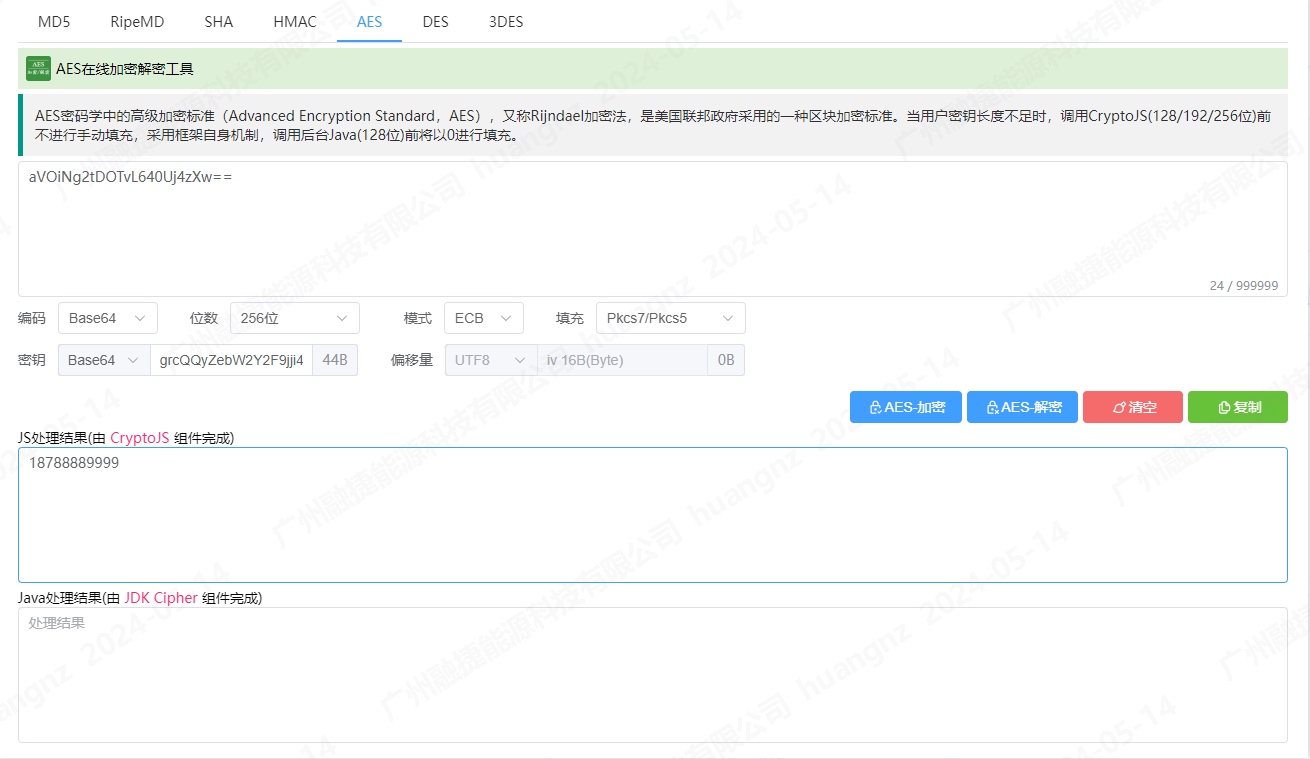 MD5 RipeMD SHA HMAC AES DES 3DES
AES在线加密解密工具
AES密码学中的高级加密标准（Advanced Encryption Standard，AES），又称Rijndael加密法，是美国联邦政府采用的一种区块加密标准。当用户密钥长度不足时，调用CryptoJS(128/192/256位)前
不进行手动填充，采用框架自身机制，调用后台Java(128位)前将以0进行填充。
aVOiNg2tDOTvL640Uj4zXw==
24 / 999999
编码 Base64 位数 256位 模式 ECB 填充 Pkcs7/Pkcs5
密钥 Base64 grcQQyZebW2Y2F9jji4 44B 偏移量 UTF8 iv 16B(Byte) 0B
AES-加密 AES-解密 清空 复制
JS处理结果(由 CryptoJS 组件完成)
18788889999
Java处理结果(由 JDK Cipher 组件完成)
处理结果
广州融捷能源科技有限公司 huangnz 2024-05-14